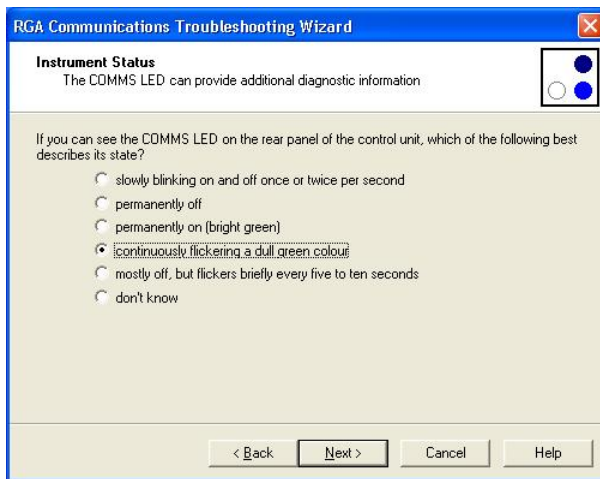 RGA Communications Troubleshooting Wizard
Instrument Status
The COMMS LED can provide additional diagnostic information
If you can see the COMMS LED on the rear panel of the control unit, which of the following best
describes its state?
slowly blinking on and off once or twice per second
permanently off
permanently on (bright green)
continuously flickering a dull green colour
mostly off, but flickers briefly every five to ten seconds
don't know
< Back Next > Cancel Help